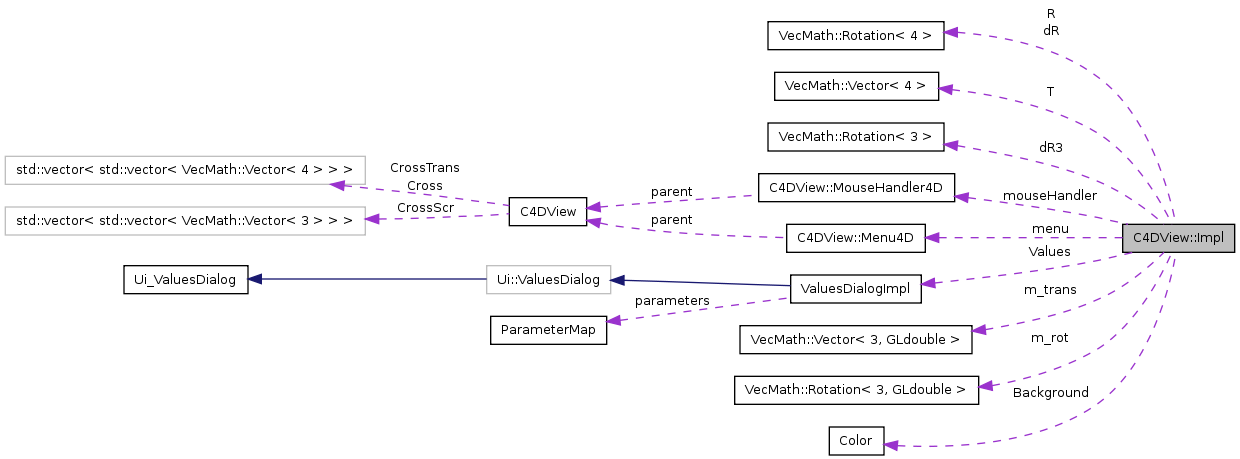 R
dR
VecMath::Rotation< 4 >
VecMath::Vector< 4 >
T
VecMath::Rotation< 3 >
dR3
std::vector< std::vector< VecMath::Vector< 4 > > >
CrossTrans
Cross
parent
C4DView::MouseHandler4D
mouseHandler
std::vector< std::vector< VecMath::Vector< 3 > > >
CrossScr
C4DView
parent
C4DView::Menu4D
menu
C4DView::Impl
Values
Ui_ValuesDialog
Ui::ValuesDialog
ValuesDialogImpl
parameters
ParameterMap
m_trans
VecMath::Vector< 3, GLdouble >
m_rot
VecMath::Rotation< 3, GLdouble >
Background
Color